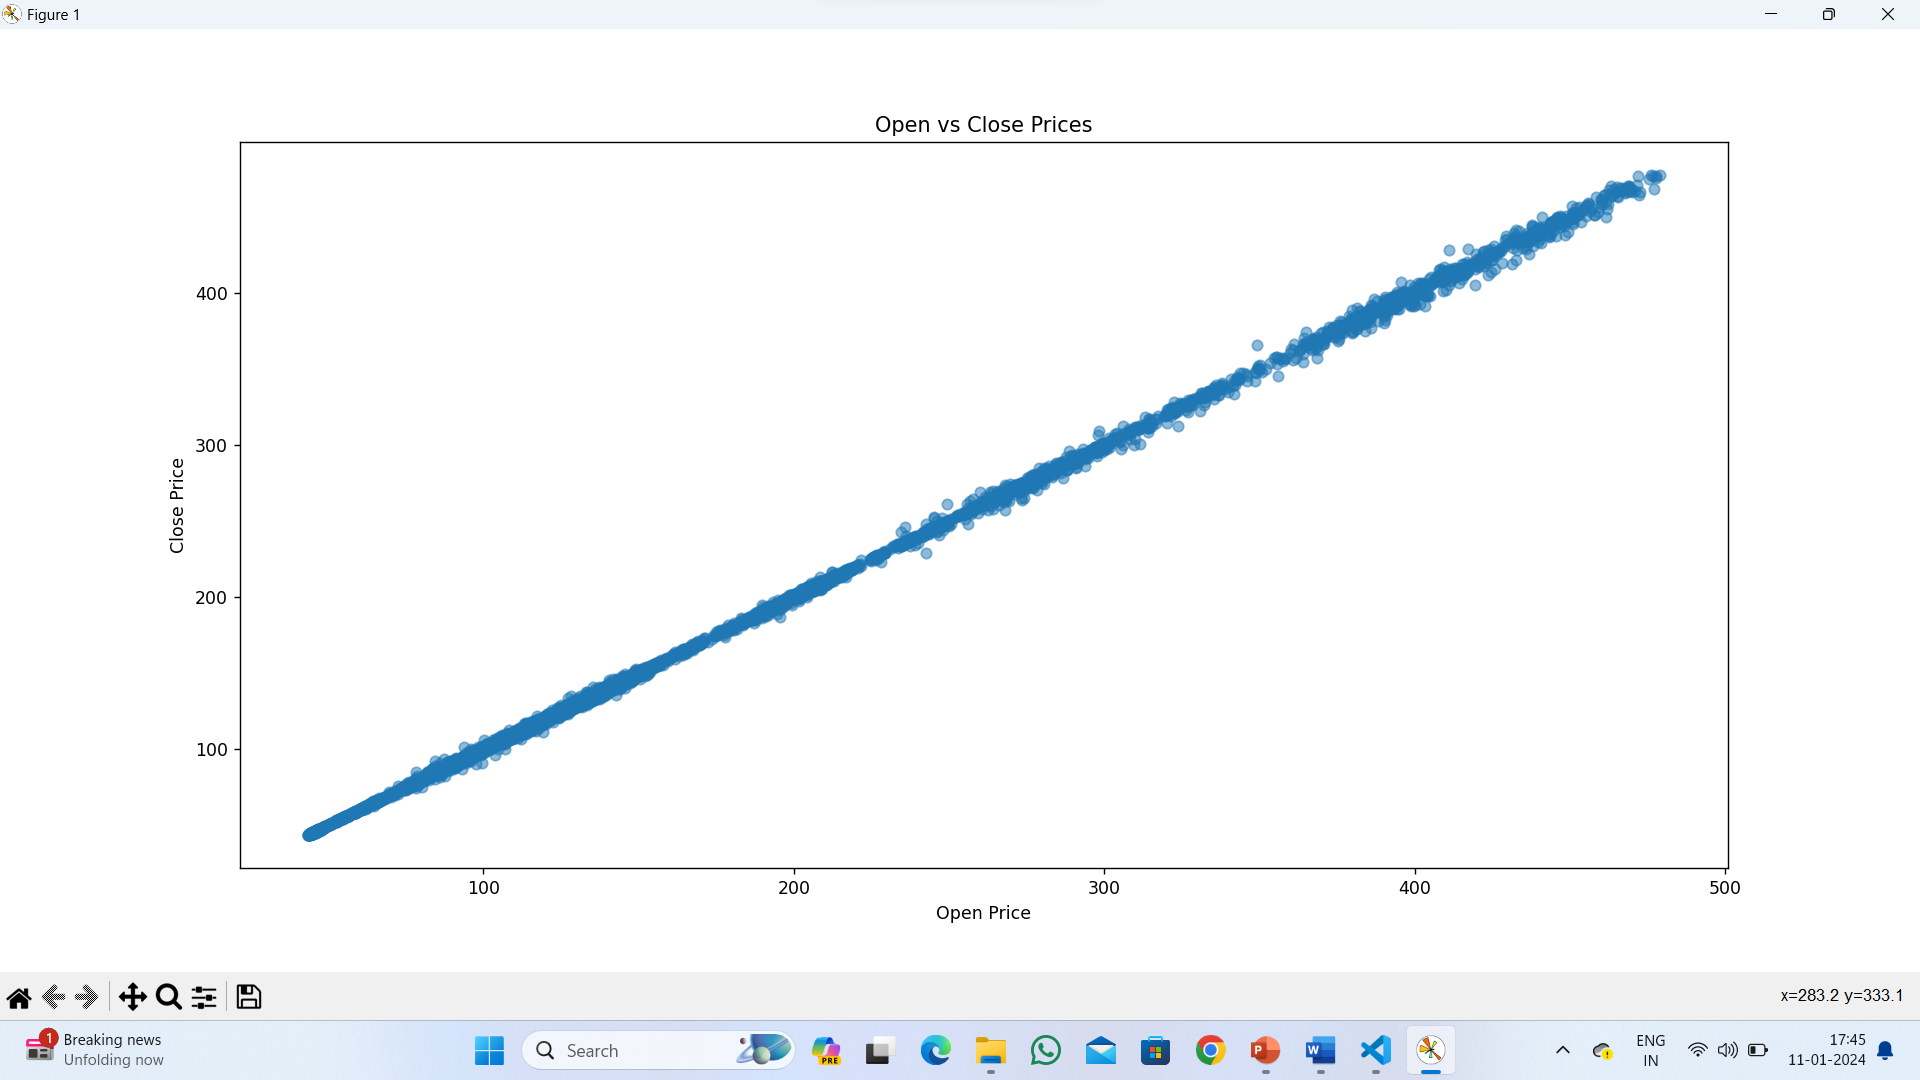 Figure 1
Open vs Close Prices
400
300
200
100
Close Price
100 200 300 400 500
Open Price
x=283.2 y=333.1
1
Breaking news
Unfolding now
Search
PRE
P
W
ENG
IN
17:45
11-01-2024